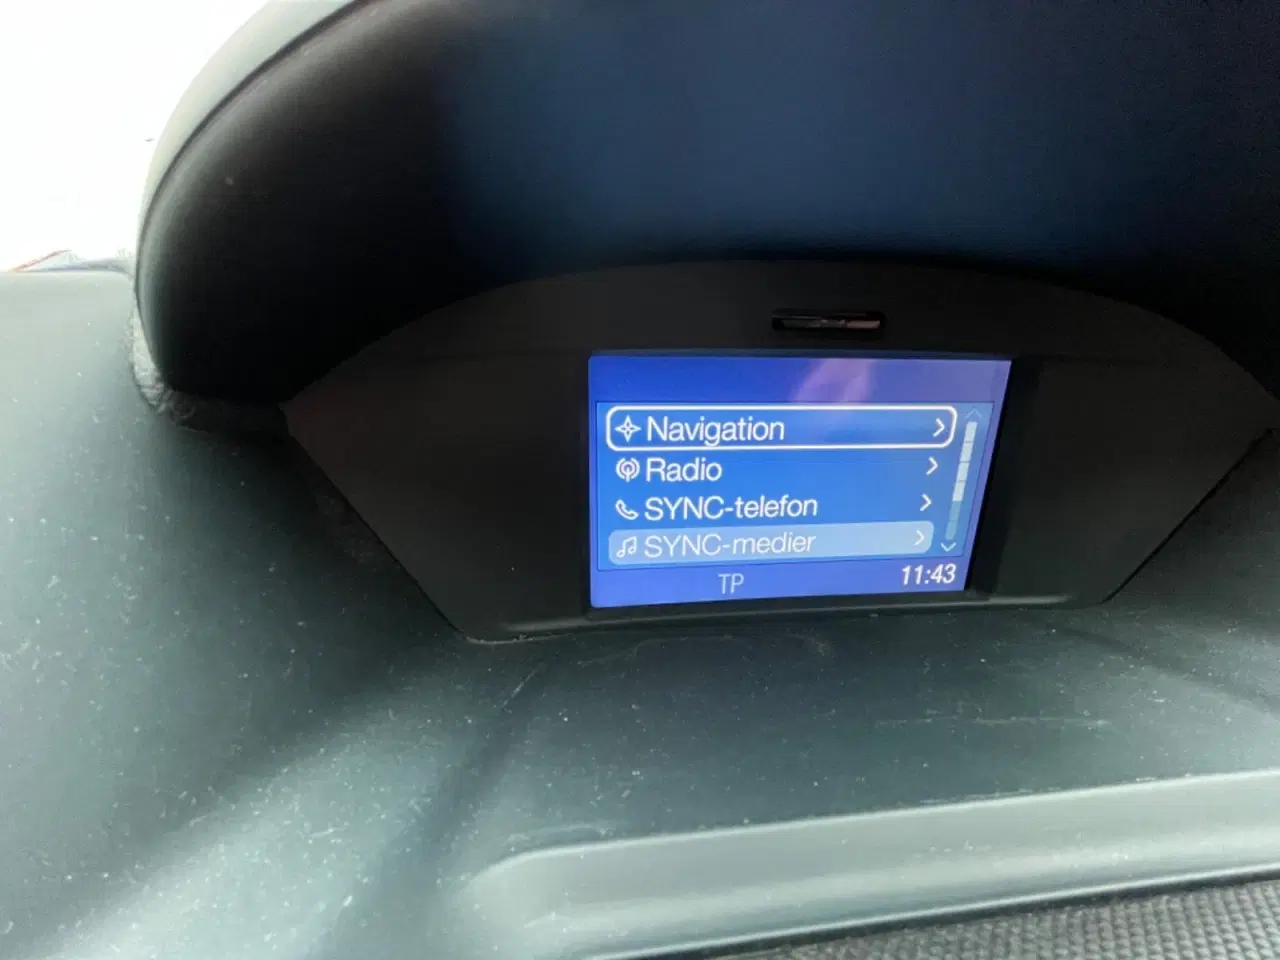 Navigation
Radio
SYNC-telefon
SYNC-medier
TP 11:43